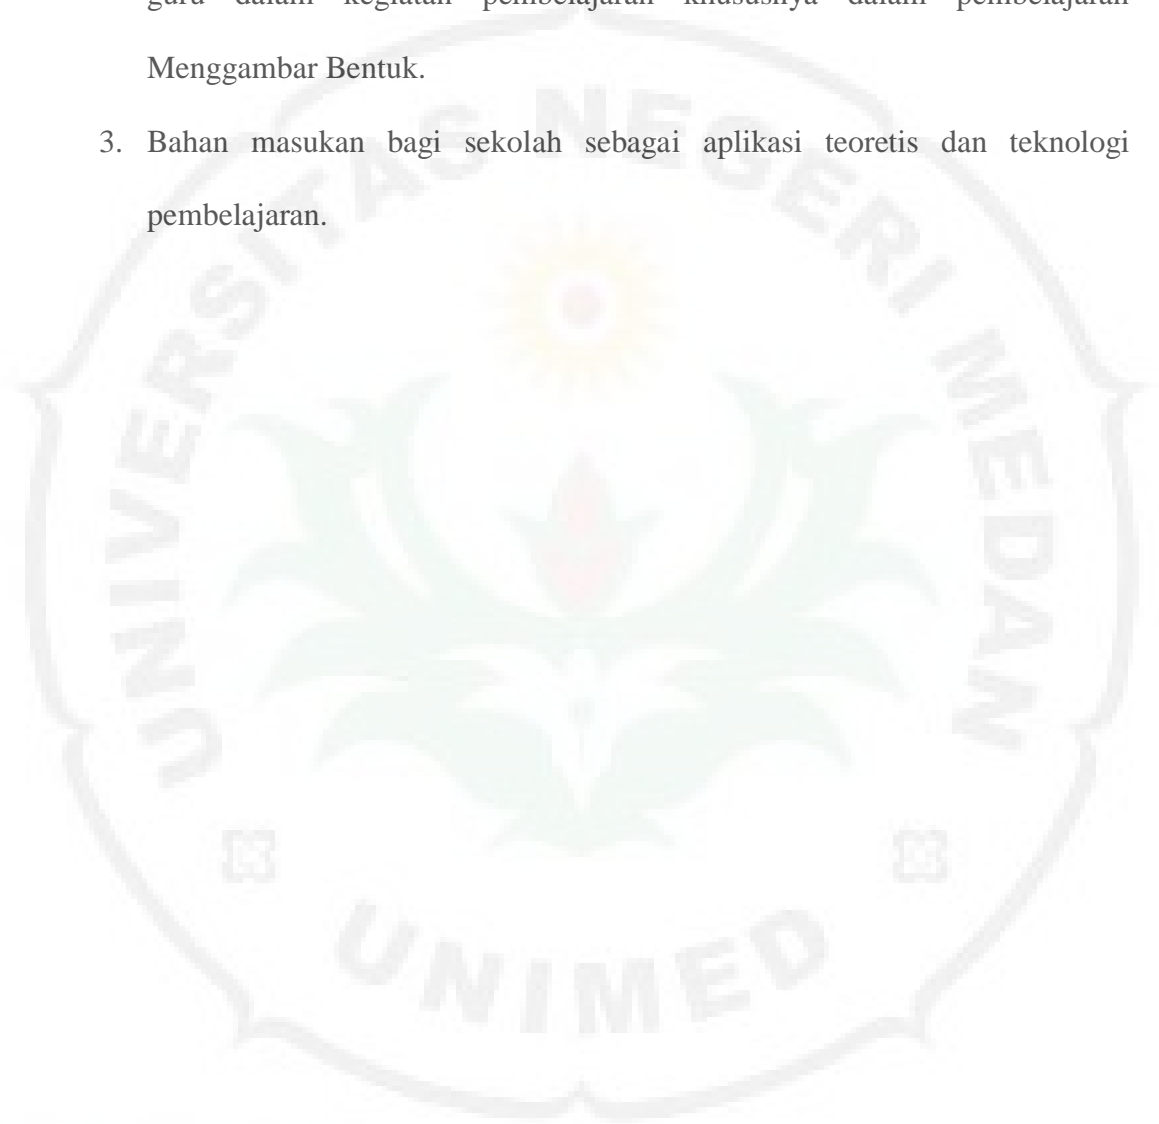 guru dalam kegiatan pembelajaran khususnya dalam pembelajaran
Menggambar Bentuk.
3. Bahan masukan bagi sekolah sebagai aplikasi teoretis dan teknologi
pembelajaran.
UNIVERSITAS NEGERI MEDAN
UNIMED